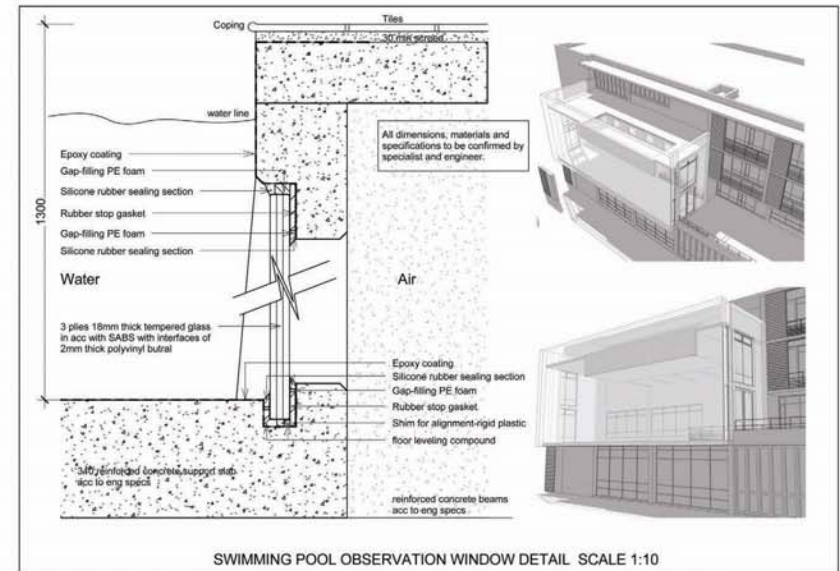 Coping
Tiles
30 min screed
water line
All dimensions, materials and
specifications to be confirmed by
specialist and engineer.
Epoxy coating
Gap-filling PE foam
Silicone rubber sealing section
Rubber stop gasket
Gap-filling PE foam
Silicone rubber sealing section
1300
Water
Air
3 plies 18mm thick tempered glass
in acc with SABS with interfaces of
2mm thick polyvinyl butral
Epoxy coating
Silicone rubber sealing section
Gap-filling PE foam
Rubber stop gasket
Shim for alignment-rigid plastic
floor leveling compound
340 reinforced concrete support slab
acc to eng specs
reinforced concrete beams
acc to eng specs
SWIMMING POOL OBSERVATION WINDOW DETAIL SCALE 1:10